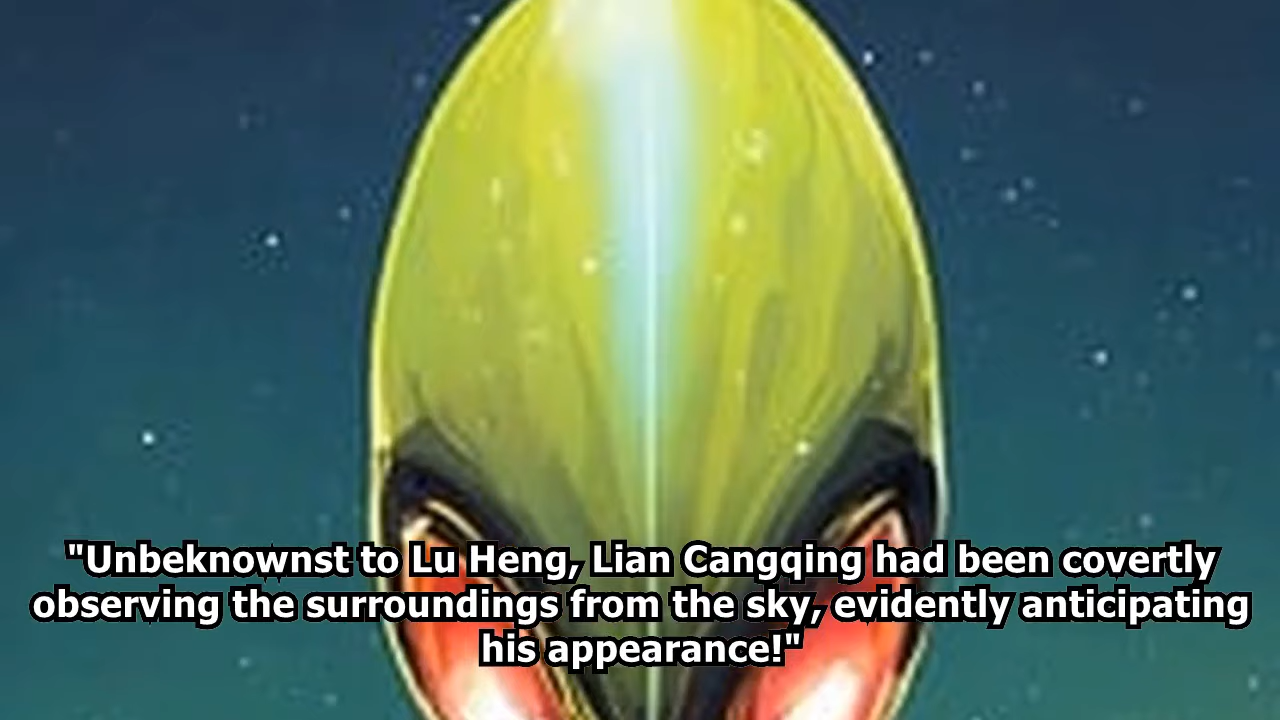 "Unbeknownst to Lu Heng, Lian Cangqing had been covertly
observing the surroundings from the sky, evidently anticipating
his appearance!"